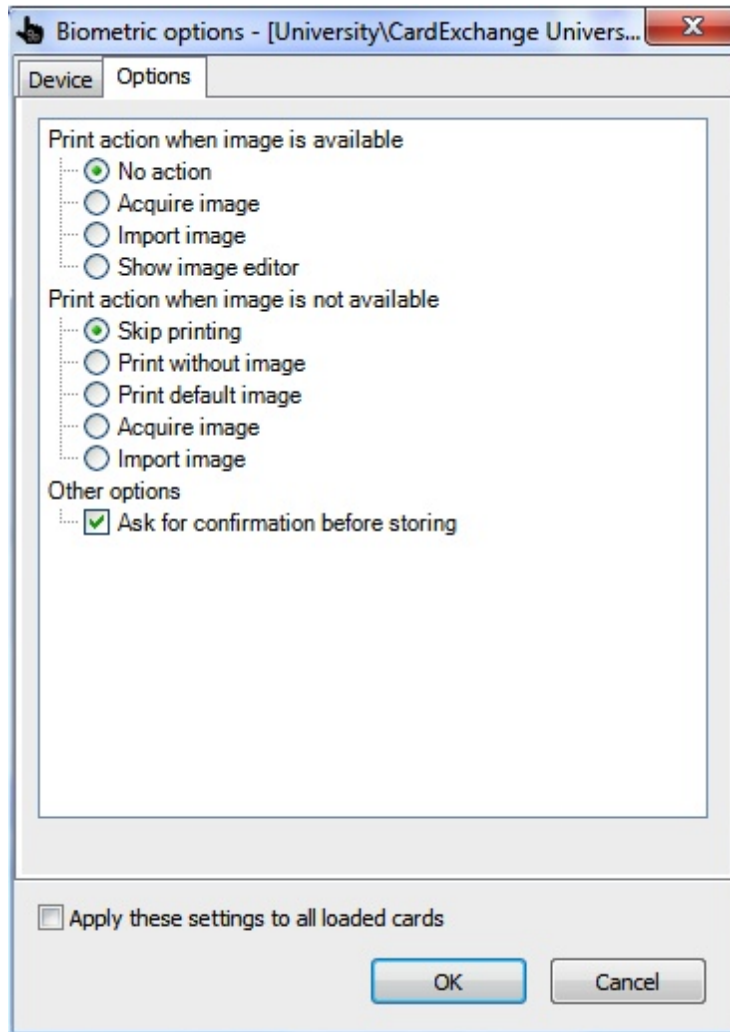 Biometric options - [University\CardExchange Univers...
Device
Options
Print action when image is available
No action
Acquire image
Import image
Show image editor
Print action when image is not available
Skip printing
Print without image
Print default image
Acquire image
Import image
Other options
Ask for confirmation before storing
Apply these settings to all loaded cards
OK
Cancel